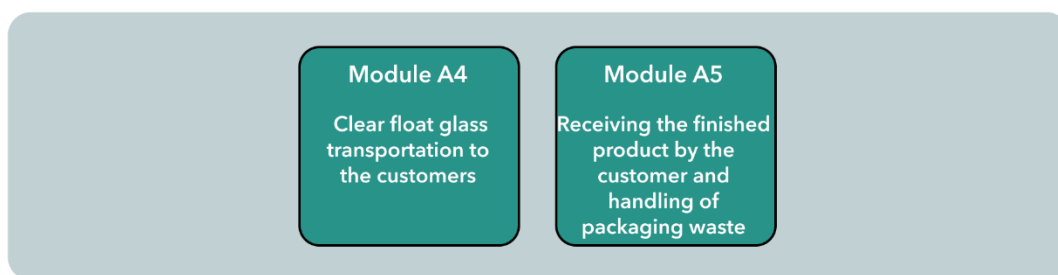 Module A4
Clear float glass
transportation to
the customers
Module A5
Receiving the finished
product by the
customer and
handling of
packaging waste